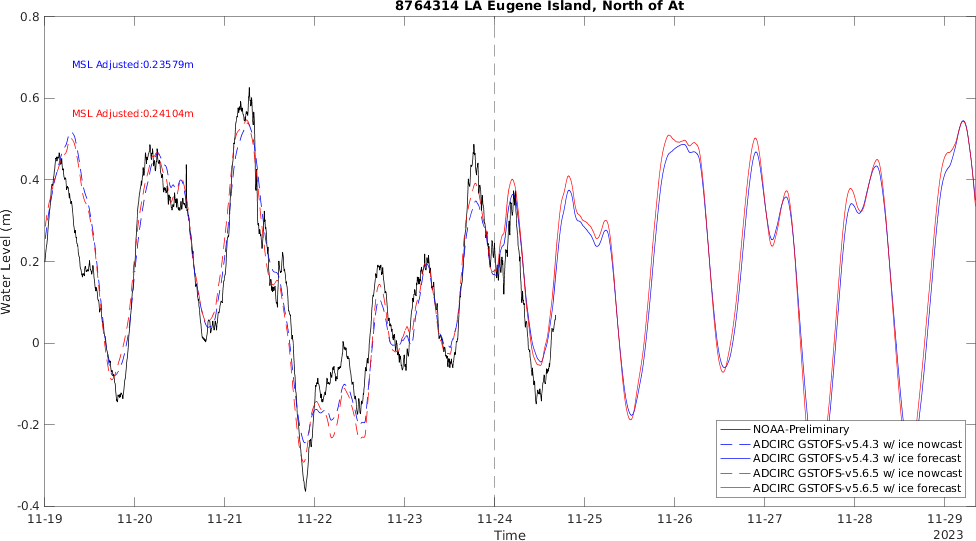 8764314 LA Eugene Island, North of At
0.8
MSL Adjusted:0.23579m
0.6
MSL Adjusted:0.24104m
0.4
Water Level (m)
0.2
0
-0.2
NOAA-Preliminary
ADCIRC GSTOFS-v5.4.3 w/ ice nowcast
ADCIRC GSTOFS-v5.4.3 w/ ice forecast
ADCIRC GSTOFS-v5.6.5 w/ ice nowcast
ADCIRC GSTOFS-v5.6.5 w/ ice forecast
-0.4
11-19 11-20 11-21 11-22 11-23 11-24 11-25 11-26 11-27 11-28 11-29
Time 2023